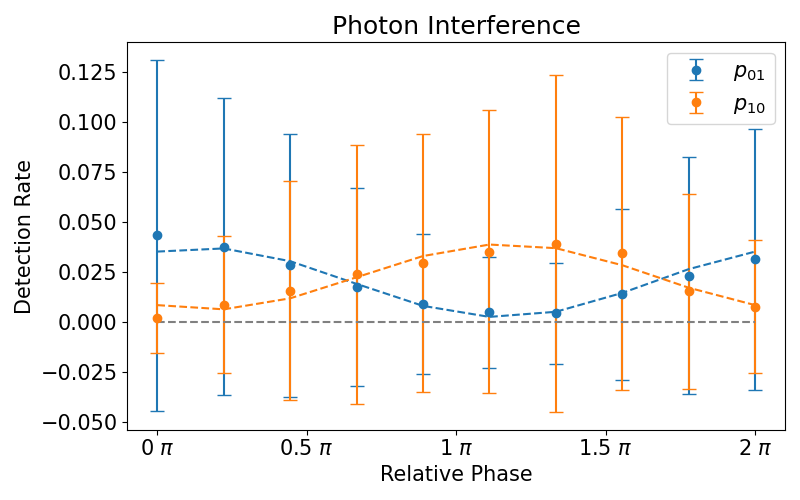 Photon Interference
Detection Rate
0.125
0.100
0.075
0.050
0.025
0.000
−0.025
−0.050
p01
p10
0 π
0.5 π
1 π
1.5 π
2 π
Relative Phase